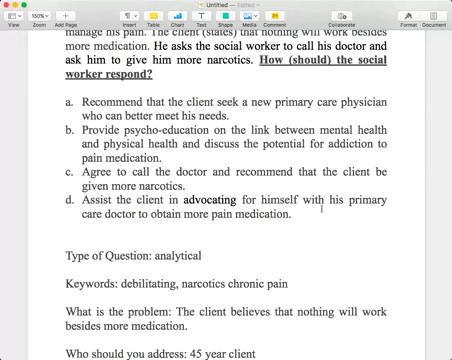 Untitled — Edited
150%
View
Zoom
Add Page
Insert
Table
Chart
Text
Shape
Media
Comment
Collaborate
Format
Document
manage his pain. The client (states) that nothing will work besides
more medication. He asks the social worker to call his doctor and
ask him to give him more narcotics. How (should) the social
worker respond?
a. Recommend that the client seek a new primary care physician
who can better meet his needs.
b. Provide psycho-education on the link between mental health
and physical health and discuss the potential for addiction to
pain medication.
c. Agree to call the doctor and recommend that the client be
given more narcotics.
d. Assist the client in advocating for himself with his primary
care doctor to obtain more pain medication.
Type of Question: analytical
Keywords: debilitating, narcotics chronic pain
What is the problem: The client believes that nothing will work
besides more medication.
Who should you address: 45 year client